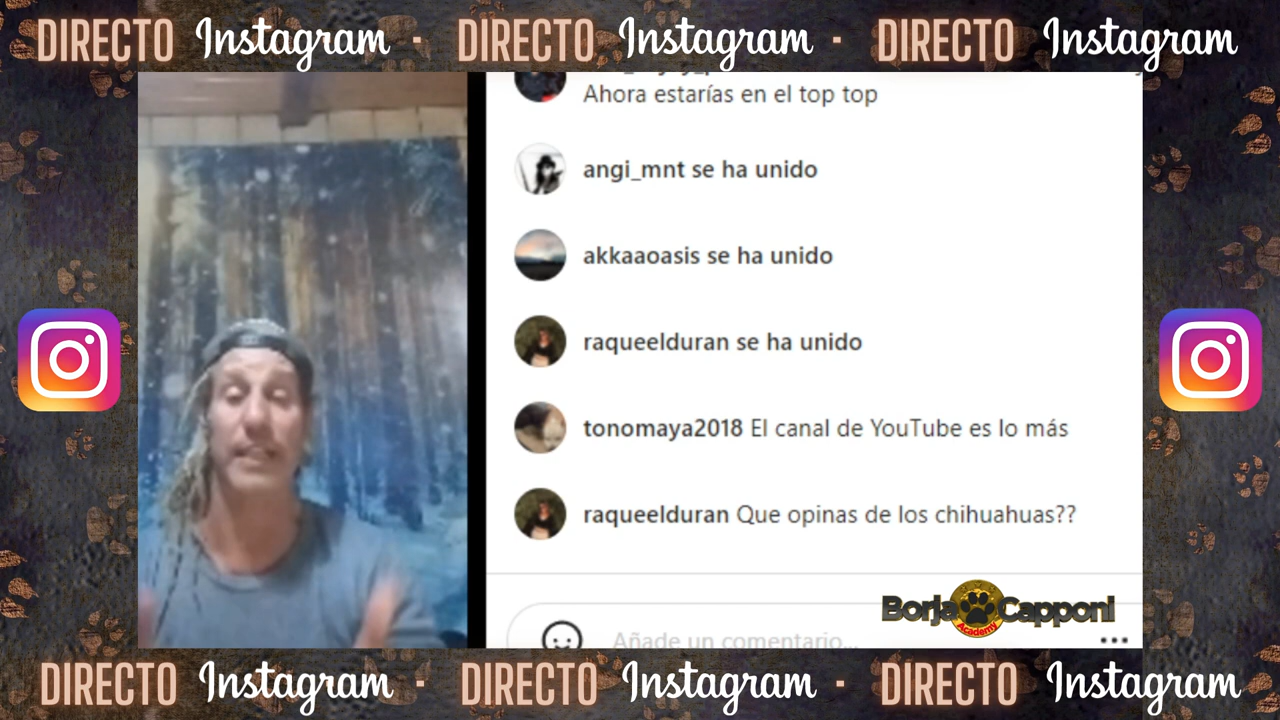 DIRECTO Instagram · DIRECTO Instagram · DIRECTO Instagram
Ahora estarías en el top top
angi_mnt se ha unido
akkaaoasis se ha unido
raqueelduran se ha unido
tonomaya2018 El canal de YouTube es lo más
raqueelduran Que opinas de los chihuahuas??
Borja Capponi
Academy
Añade un comentario...
DIRECTO Instagram · DIRECTO Instagram · DIRECTO Instagram